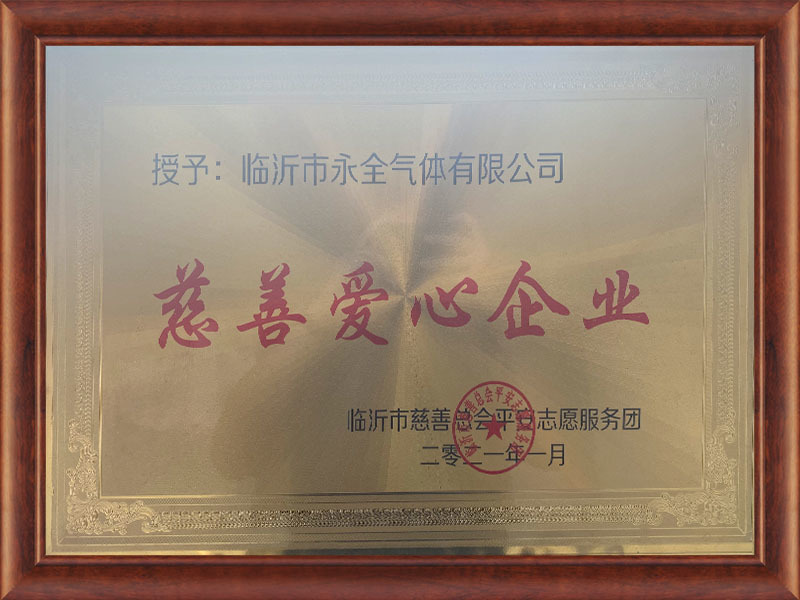 授予：临沂市永全气体有限公司
慈善爱心企业
临沂市慈善总会平安志愿服务团
二零二一年一月